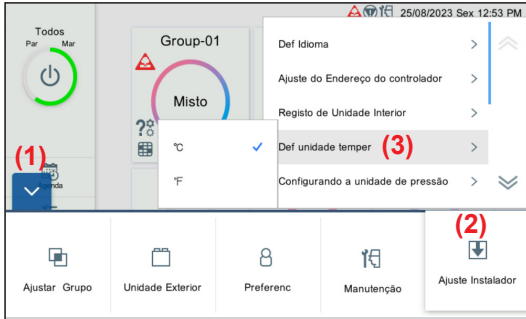 25/08/2023 Sex 12:53 PM
Todos
Par Mar
Group-01
Misto
Def Idioma
Ajuste do Endereço do controlador
Registo de Unidade Interior
Def unidade temper (3)
Configurando a unidade de pressão
°C
°F
(1)
enda
(2)
Ajustar Grupo
Unidade Exterior
Preferenc
Manutenção
Ajuste Instalador